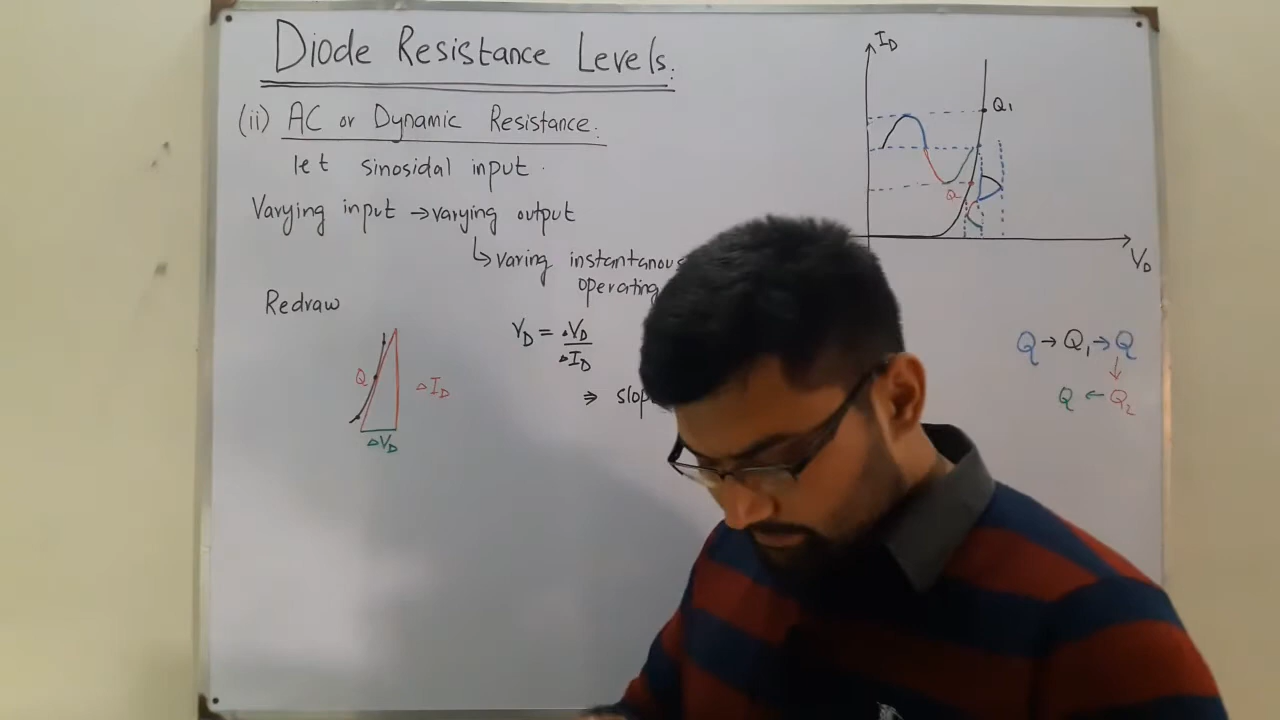 Diode Resistance Levels.
(ii) AC or Dynamic Resistance.
let sinosidal input.
Varying input → varying output
↳ varing instantanous
operating
Redraw
Q
ΔI_D
ΔV_D
r_D = ΔV_D / ΔI_D
⇒ slop
I_D
Q₁
V_D
Q → Q₁ → Q
↓
Q ← Q₂